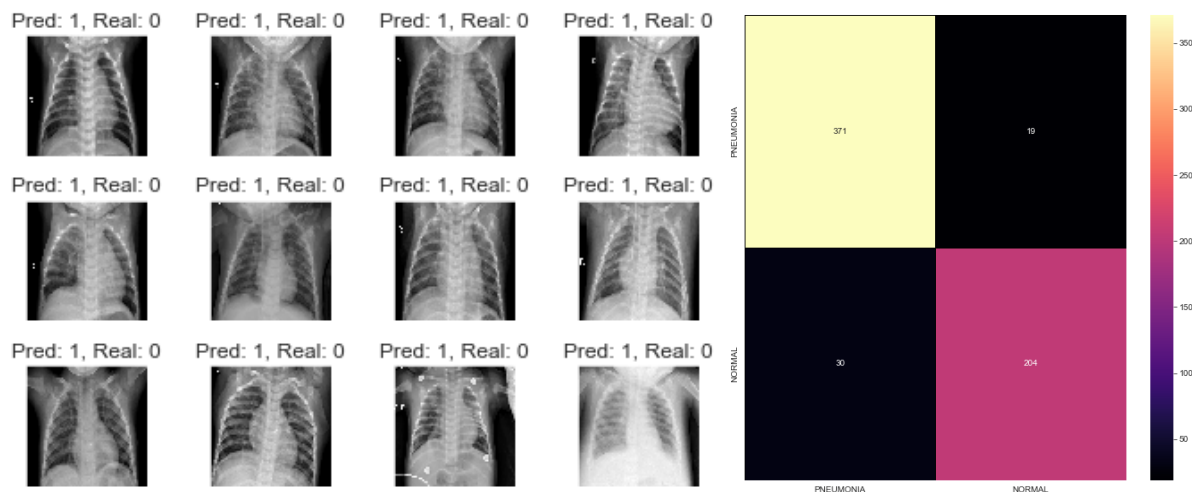 Pred: 1, Real: 0 Pred: 1, Real: 0 Pred: 1, Real: 0 Pred: 1, Real: 0
Pred: 1, Real: 0 Pred: 1, Real: 0 Pred: 1, Real: 0 Pred: 1, Real: 0
Pred: 1, Real: 0 Pred: 1, Real: 0 Pred: 1, Real: 0 Pred: 1, Real: 0
PNEUMONIA
NORMAL
371 19
30 204
PNEUMONIA NORMAL
350
300
250
200
150
100
50